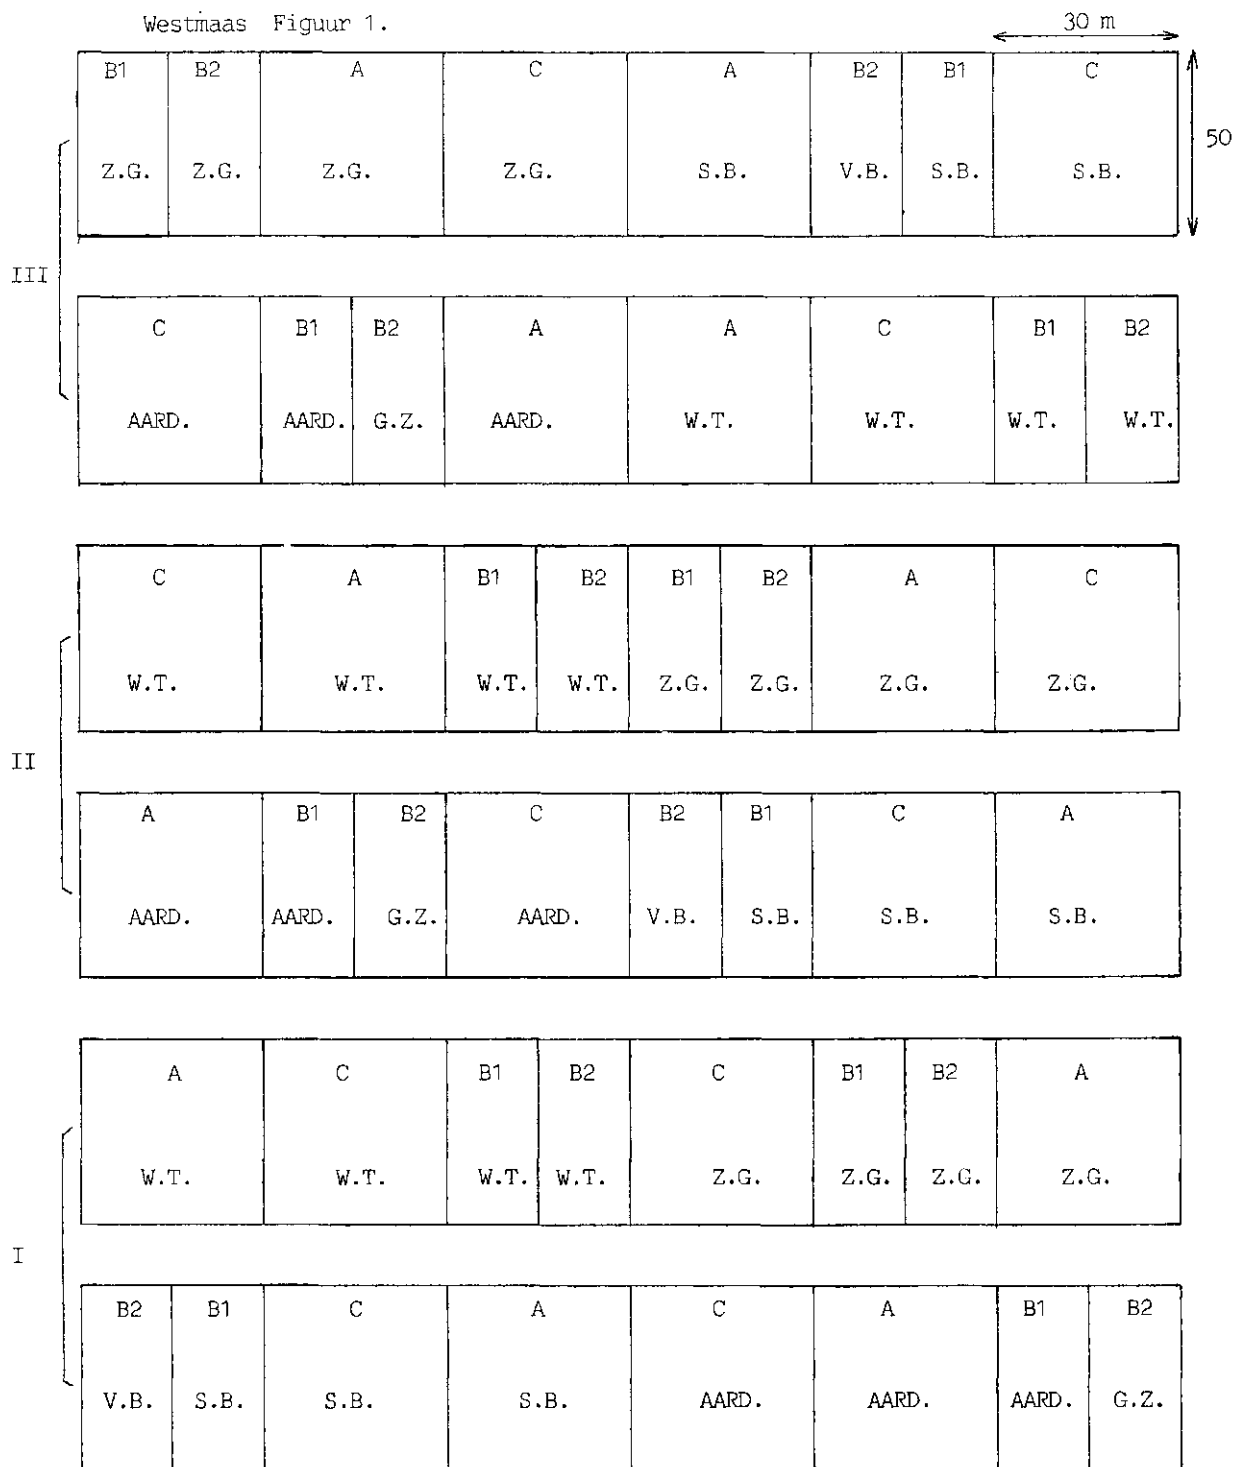 Westmaas Figuur 1.
30 m
B1 B2 A C A B2 B1 C
50
Z.G. Z.G. Z.G. Z.G. S.B. V.B. S.B. S.B.
III
C B1 B2 A A C B1 B2
AARD. AARD. G.Z. AARD. W.T. W.T. W.T. W.T.
C A B1 B2 B1 B2 A C
W.T. W.T. W.T. W.T. Z.G. Z.G. Z.G. Z.G.
II
A B1 B2 C B2 B1 C A
AARD. AARD. G.Z. AARD. V.B. S.B. S.B. S.B.
A C B1 B2 C B1 B2 A
W.T. W.T. W.T. W.T. Z.G. Z.G. Z.G. Z.G.
I
B2 B1 C A C A B1 B2
V.B. S.B. S.B. S.B. AARD. AARD. AARD. G.Z.